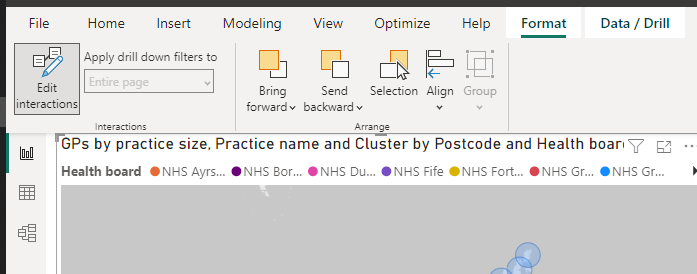 File Home Insert Modeling View Optimize Help Format Data / Drill
Edit interactions
Apply drill down filters to
Entire page
Bring forward
Send backward
Selection
Align
Group
Interactions
Arrange
GPs by practice size, Practice name and Cluster by Postcode and Health boar
Health board NHS Ayrs... NHS Bor... NHS Du... NHS Fife NHS Fort... NHS Gr... NHS Gr...